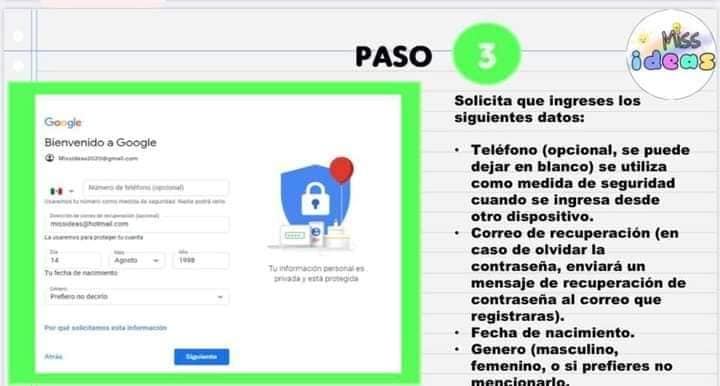 PASO 3
Miss
ideas
Google
Bienvenido a Google
Missideas2020@gmail.com
Número de teléfono (opcional)
Usaremos tu número como medida de seguridad. Nadie podrá verlo.
Dirección de correo de recuperación (opcional)
missideas@hotmail.com
La usaremos para proteger tu cuenta
Día Mes Año
14 Agosto 1998
Tu fecha de nacimiento
Género
Prefiero no decirlo
Por qué solicitamos esta información
Atrás Siguiente
Tu información personal es
privada y está protegida
Solicita que ingreses los
siguientes datos:
• Teléfono (opcional, se puede
dejar en blanco) se utiliza
como medida de seguridad
cuando se ingresa desde
otro dispositivo.
• Correo de recuperación (en
caso de olvidar la
contraseña, enviará un
mensaje de recuperación de
contraseña al correo que
registraras).
• Fecha de nacimiento.
• Genero (masculino,
femenino, o si prefieres no
mencionarlo.